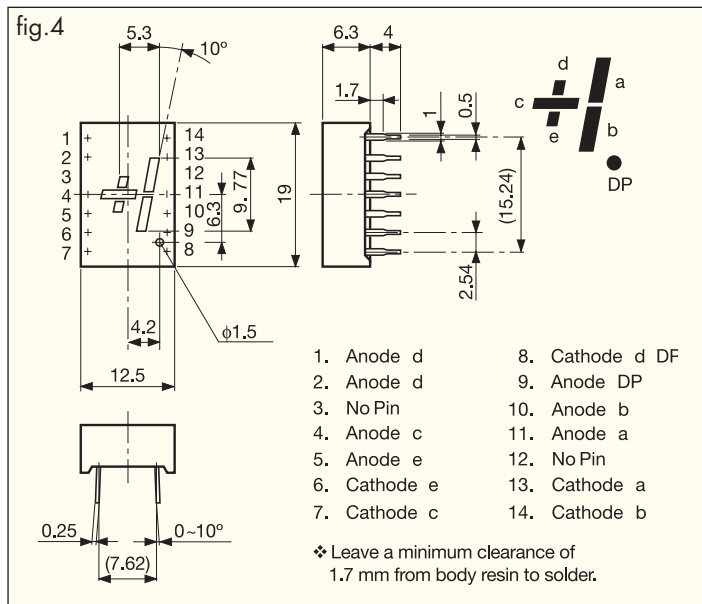 fig.4
5.3
10°
6.3
4
1.7
1
0.5
d
a
c
e
b
DP
1
2
3
4
5
6
7
14
13
12
11
10
9
8
9.77
6.3
19
(15.24)
2.54
4.2
φ1.5
12.5
0.25
0~10°
(7.62)
1. Anode d
2. Anode d
3. No Pin
4. Anode c
5. Anode e
6. Cathode e
7. Cathode c
8. Cathode d DP
9. Anode DP
10. Anode b
11. Anode a
12. No Pin
13. Cathode a
14. Cathode b
❖ Leave a minimum clearance of
1.7 mm from body resin to solder.